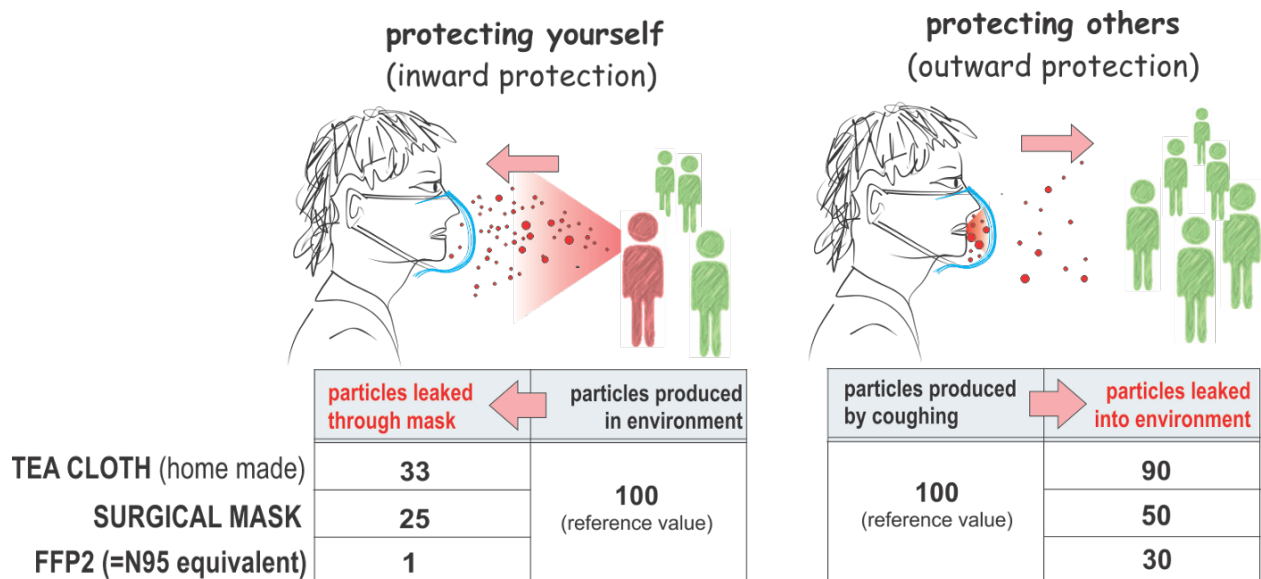 protecting yourself
(inward protection)
protecting others
(outward protection)
particles leaked
through mask
particles produced
in environment
particles produced
by coughing
particles leaked
into environment
TEA CLOTH (home made)
33
100
(reference value)
100
(reference value)
90
SURGICAL MASK
25
50
FFP2 (=N95 equivalent)
1
30